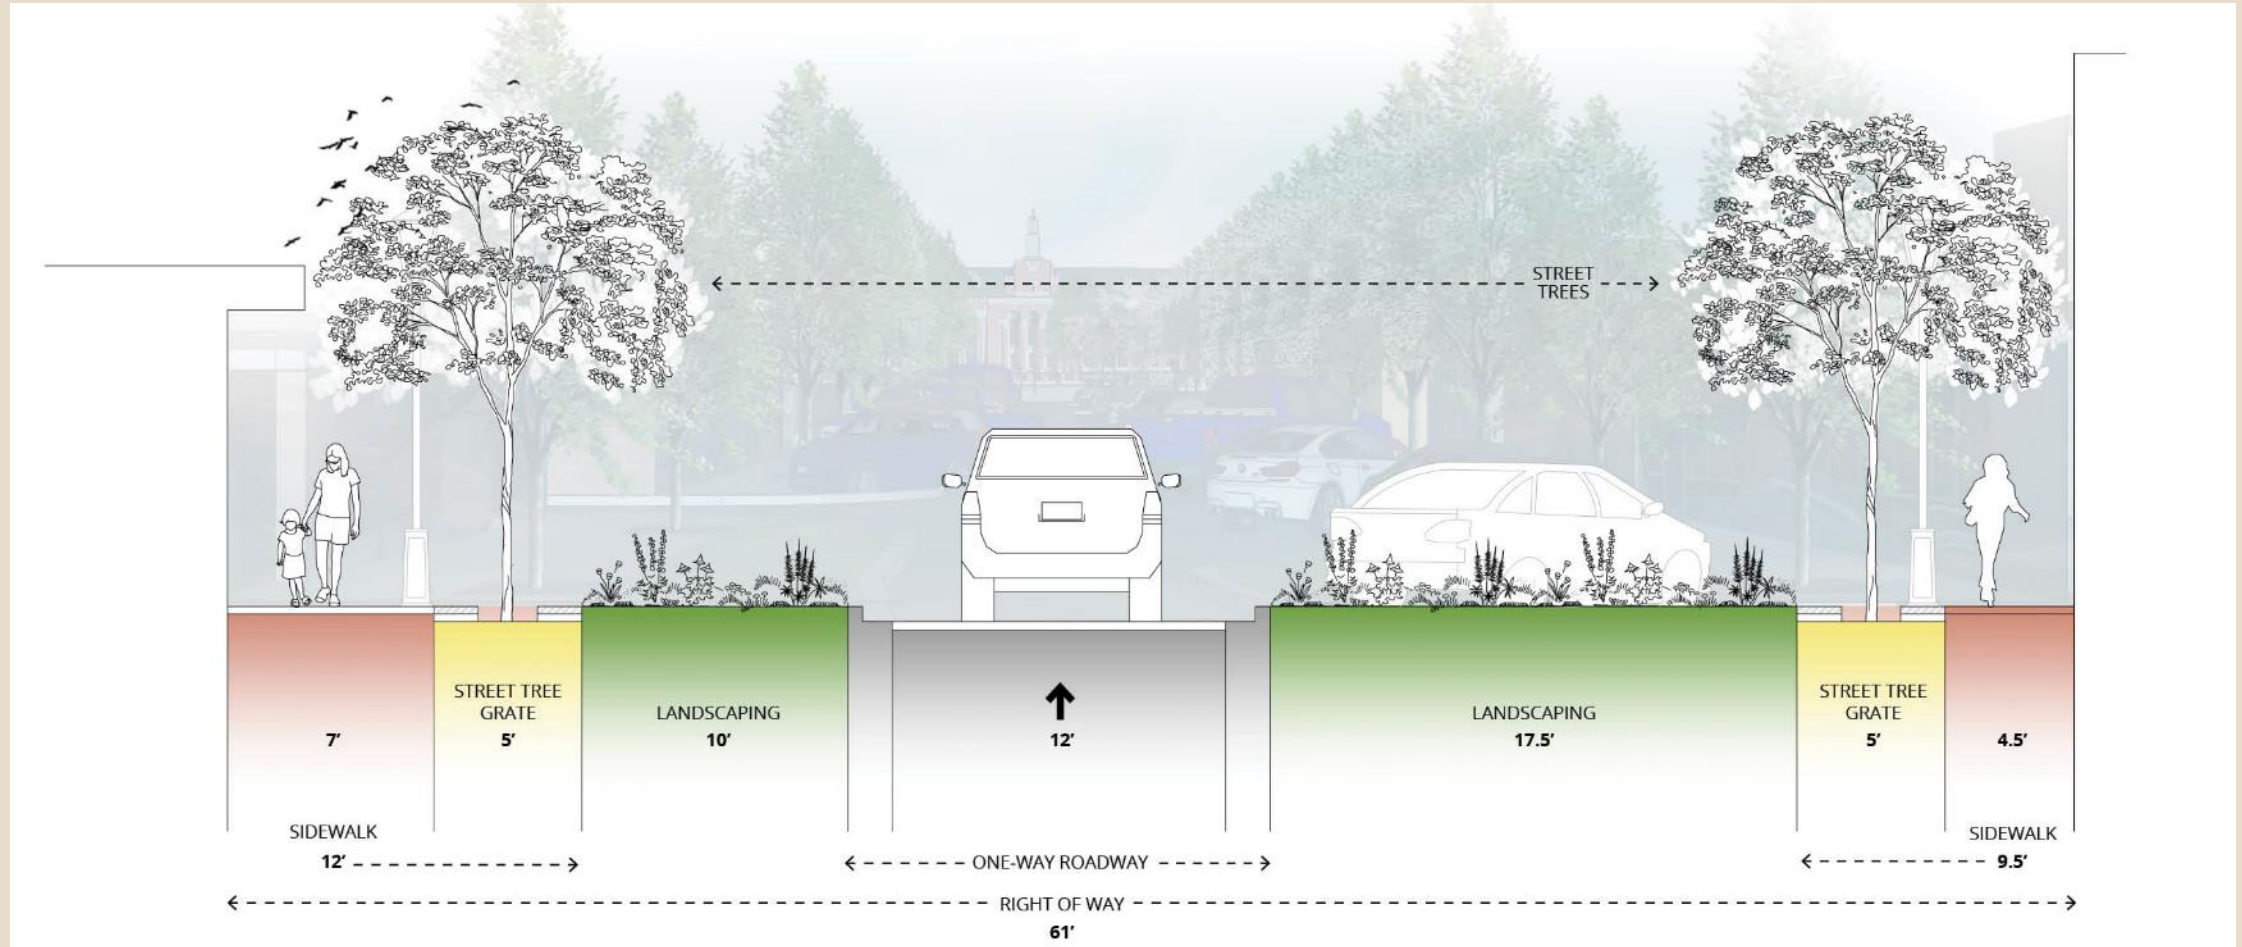 STREET
TREES
STREET TREE
GRATE
5'
LANDSCAPING
10'
7'
12'
LANDSCAPING
17.5'
STREET TREE
GRATE
5'
4.5'
SIDEWALK
12'
ONE-WAY ROADWAY
SIDEWALK
9.5'
RIGHT OF WAY
61'